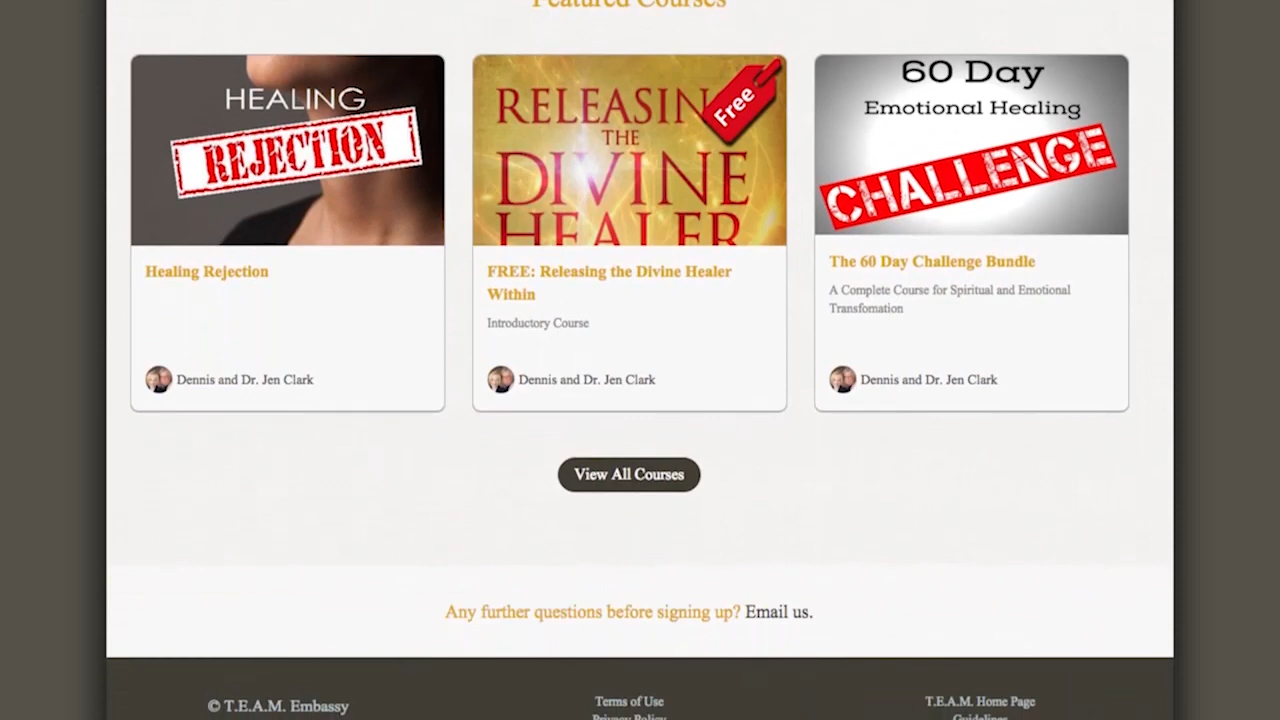 Featured Courses
HEALING
REJECTION
RELEASIN
THE
DIVINE
HEALER
Free
60 Day
Emotional Healing
CHALLENGE
Healing Rejection
Dennis and Dr. Jen Clark
FREE: Releasing the Divine Healer
Within
Introductory Course
Dennis and Dr. Jen Clark
The 60 Day Challenge Bundle
A Complete Course for Spiritual and Emotional
Transfomation
Dennis and Dr. Jen Clark
View All Courses
Any further questions before signing up? Email us.
© T.E.A.M. Embassy
Terms of Use
Privacy Policy
T.E.A.M. Home Page
Guidelines